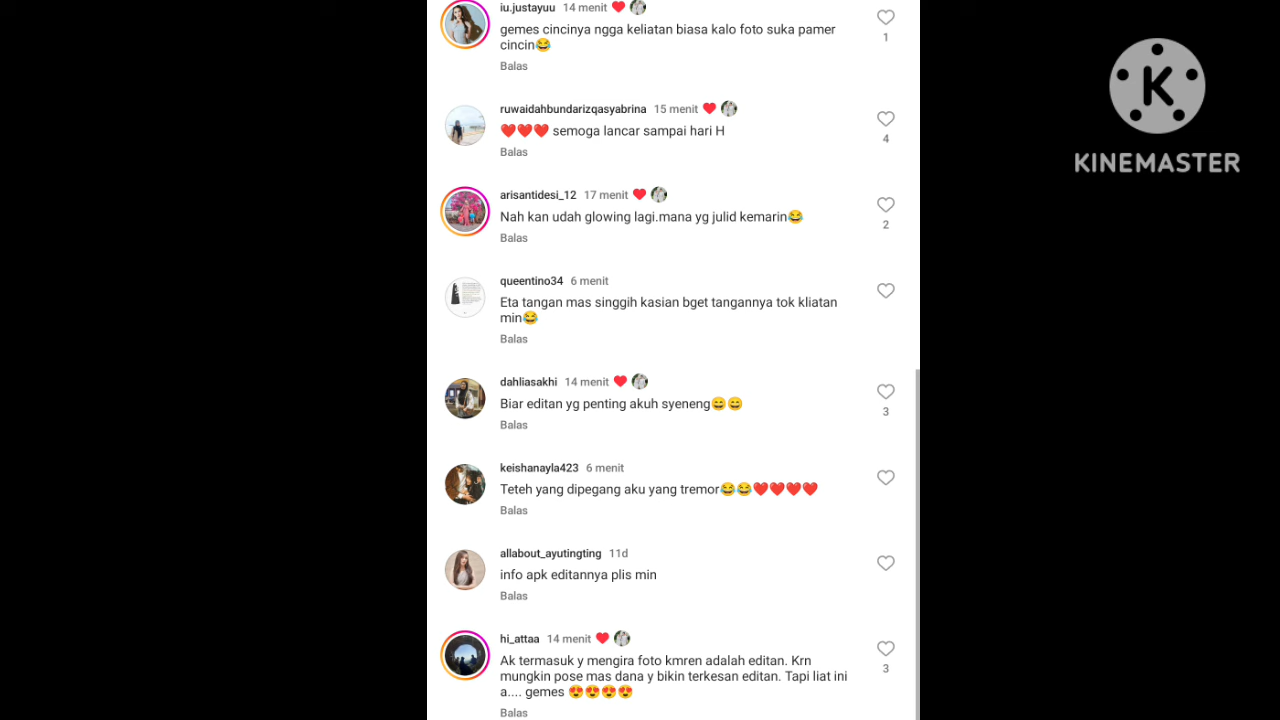 iu.justayuu 14 menit ❤️
gemes cincinya ngga keliatan biasa kalo foto suka pamer
cincin😂
1
Balas
ruwaidahbundarizqasyabrina 15 menit ❤️
❤️❤️❤️ semoga lancar sampai hari H
4
Balas
arisantidesi_12 17 menit ❤️
Nah kan udah glowing lagi.mana yg julid kemarin😂
2
Balas
queentino34 6 menit
Eta tangan mas singgih kasian bget tangannya tok kliatan
min😂
Balas
dahliasakhi 14 menit ❤️
Biar editan yg penting akuh syeneng😄😄
3
Balas
keishanayla423 6 menit
Teteh yang dipegang aku yang tremor😂😂❤️❤️❤️❤️
Balas
allabout_ayutingting 11d
info apk editannya plis min
Balas
hi_attaa 14 menit ❤️
Ak termasuk y mengira foto kmren adalah editan. Krn
mungkin pose mas dana y bikin terkesan editan. Tapi liat ini
a.... gemes 😍😍😍😍
3
Balas
K
KINEMASTER